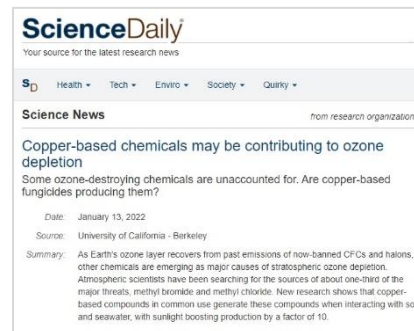 ScienceDaily
Your source for the latest research news
SD Health Tech Enviro Society Quirky
Science News from research organization
Copper-based chemicals may be contributing to ozone
depletion
Some ozone-destroying chemicals are unaccounted for. Are copper-based
fungicides producing them?
Date: January 13, 2022
Source: University of California - Berkeley
Summary: As Earth's ozone layer recovers from past emissions of now-banned CFCs and halons,
other chemicals are emerging as major causes of stratospheric ozone depletion.
Atmospheric scientists have been searching for the sources of about one-third of the
major threats, methyl bromide and methyl chloride. New research shows that copper-
based compounds in common use generate these compounds when interacting with so
and seawater, with sunlight boosting production by a factor of 10.